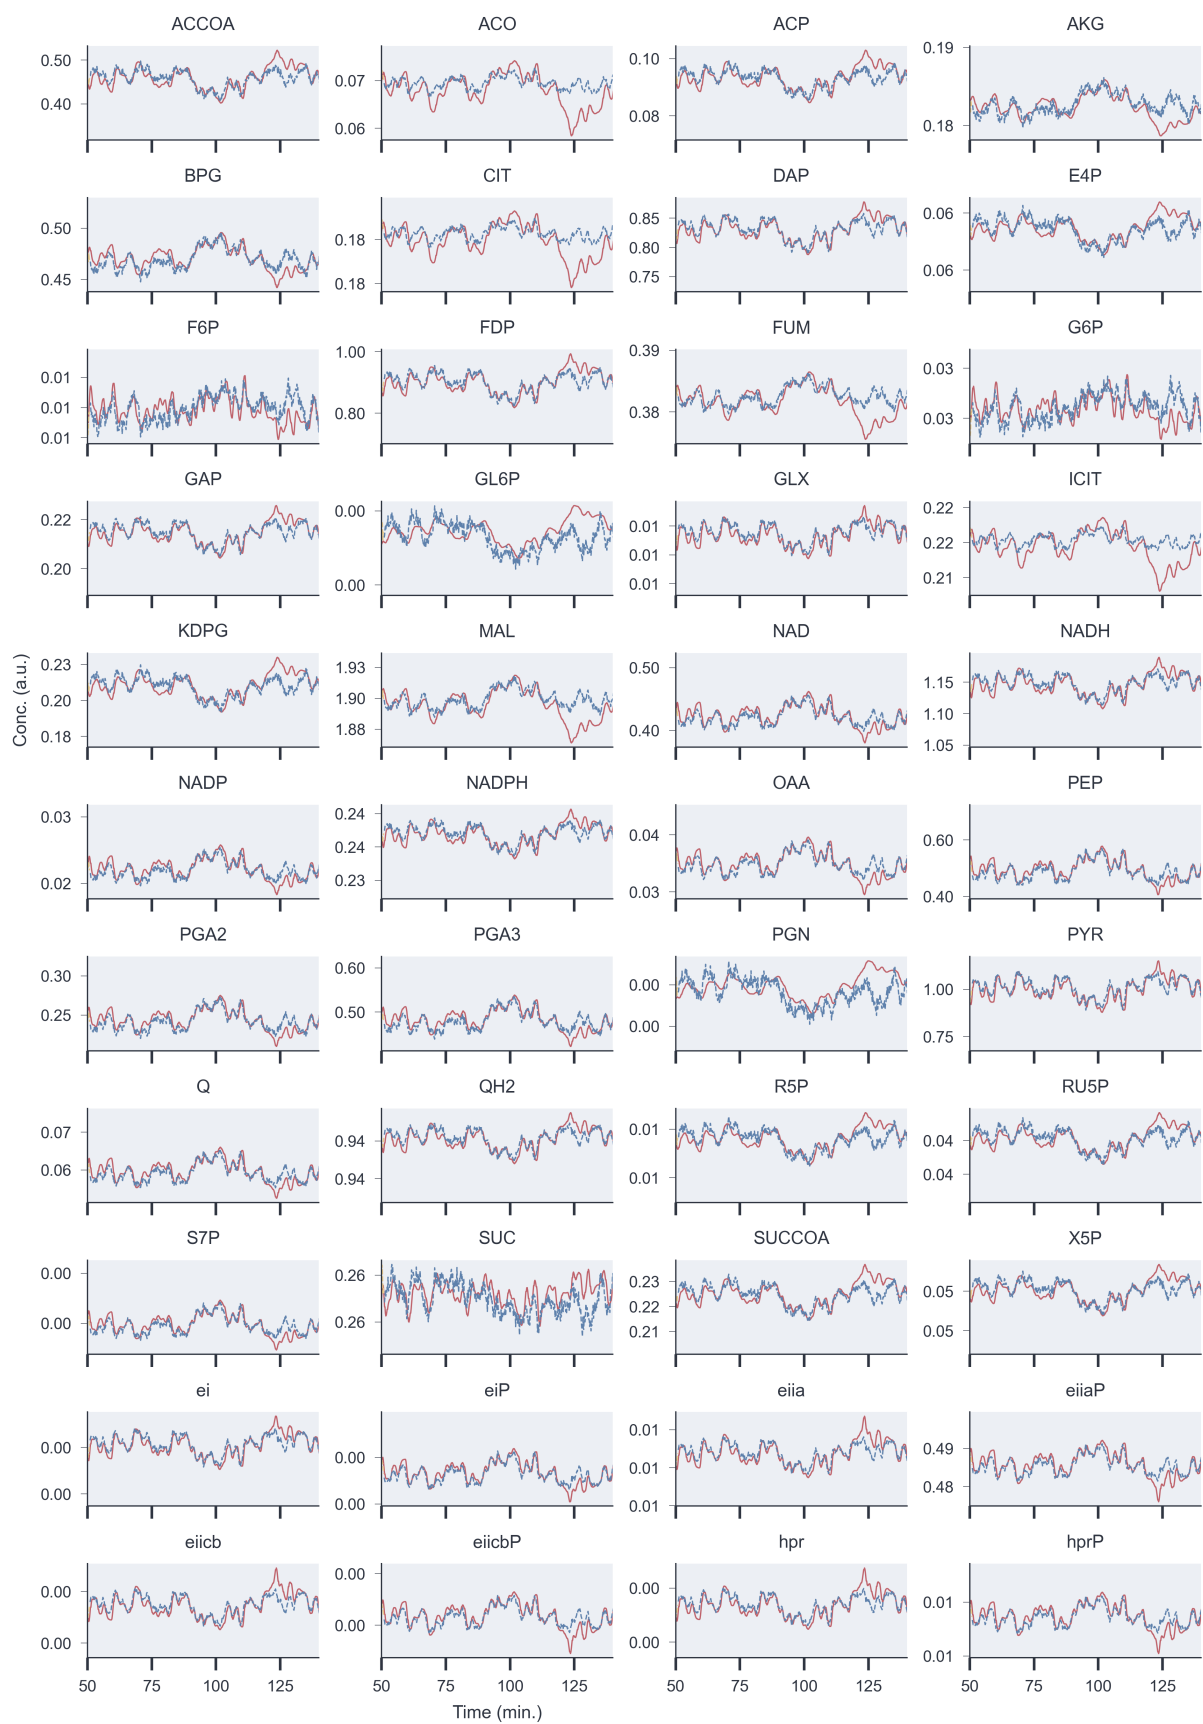 ACCOA ACO ACP AKG
0.50 0.40
0.07 0.06
0.10 0.08
0.19 0.18
BPG CIT DAP E4P
0.50 0.45
0.18 0.18
0.85 0.80 0.75
0.06 0.06
F6P FDP FUM G6P
0.01 0.01 0.01
1.00 0.80
0.39 0.38
0.03 0.03
GAP GL6P GLX ICIT
0.22 0.20
0.00 0.00
0.01 0.01 0.01
0.22 0.22 0.21
KDPG MAL NAD NADH
0.23 0.20 0.18
1.93 1.90 1.88
0.50 0.40
1.15 1.10 1.05
Conc. (a.u.)
NADP NADPH OAA PEP
0.03 0.02
0.24 0.24 0.23
0.04 0.03
0.60 0.40
PGA2 PGA3 PGN PYR
0.30 0.25
0.60 0.50
0.00 0.00
1.00 0.75
Q QH2 R5P RU5P
0.07 0.06
0.94 0.94
0.01 0.01
0.04 0.04
S7P SUC SUCCOA X5P
0.00 0.00
0.26 0.26
0.23 0.22 0.21
0.05 0.05
ei eiP eiia eiiaP
0.00 0.00
0.00 0.00
0.01 0.01 0.01
0.49 0.48
eiicb eiicbP hpr hprP
0.00 0.00
0.00 0.00
0.00 0.00
0.01 0.01
50 75 100 125 50 75 100 125 50 75 100 125 50 75 100 125
Time (min.)